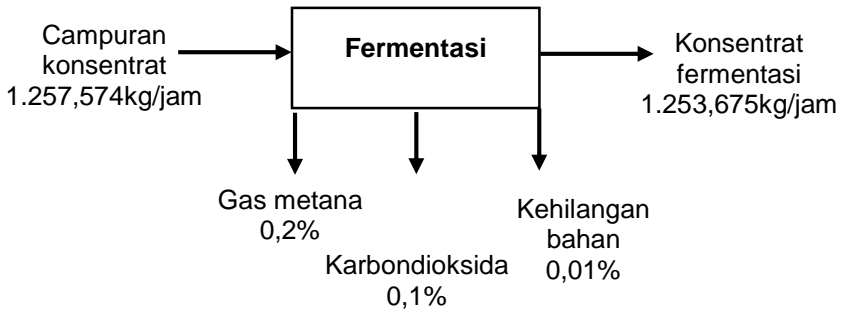 Campuran
konsentrat
1.257,574kg/jam
Fermentasi
Konsentrat
fermentasi
1.253,675kg/jam
Gas metana
0,2%
Karbondioksida
0,1%
Kehilangan
bahan
0,01%